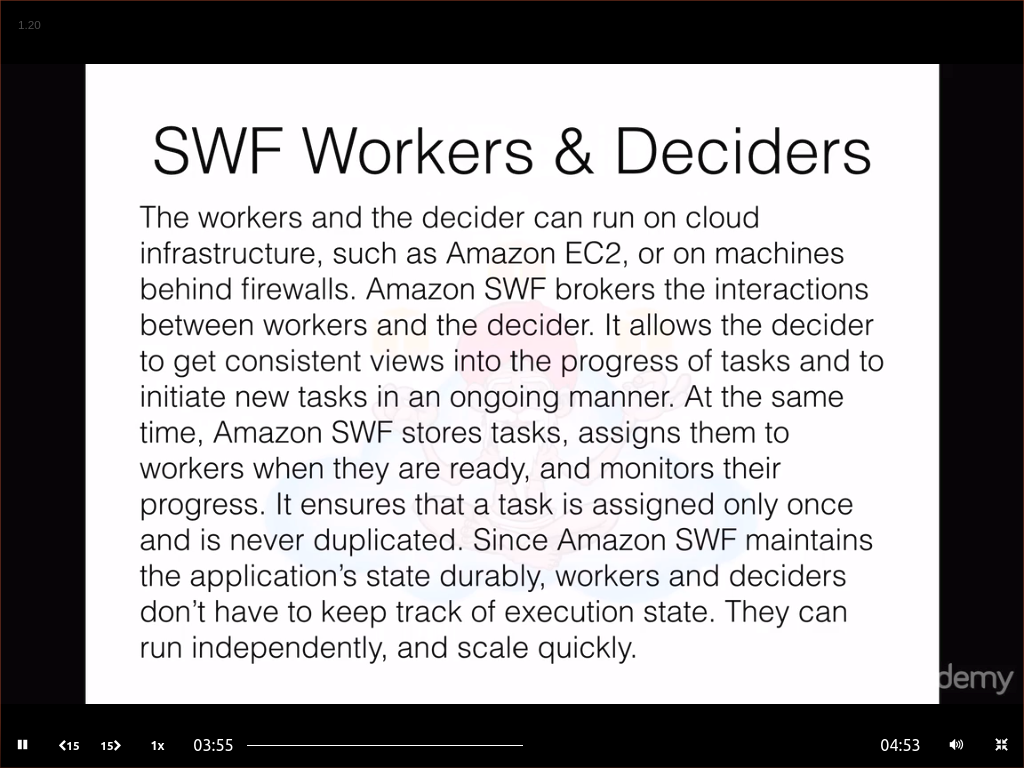 1.20
SWF Workers & Deciders
The workers and the decider can run on cloud
infrastructure, such as Amazon EC2, or on machines
behind firewalls. Amazon SWF brokers the interactions
between workers and the decider. It allows the decider
to get consistent views into the progress of tasks and to
initiate new tasks in an ongoing manner. At the same
time, Amazon SWF stores tasks, assigns them to
workers when they are ready, and monitors their
progress. It ensures that a task is assigned only once
and is never duplicated. Since Amazon SWF maintains
the application’s state durably, workers and deciders
don’t have to keep track of execution state. They can
run independently, and scale quickly.
demy
15 15 1x 03:55 04:53